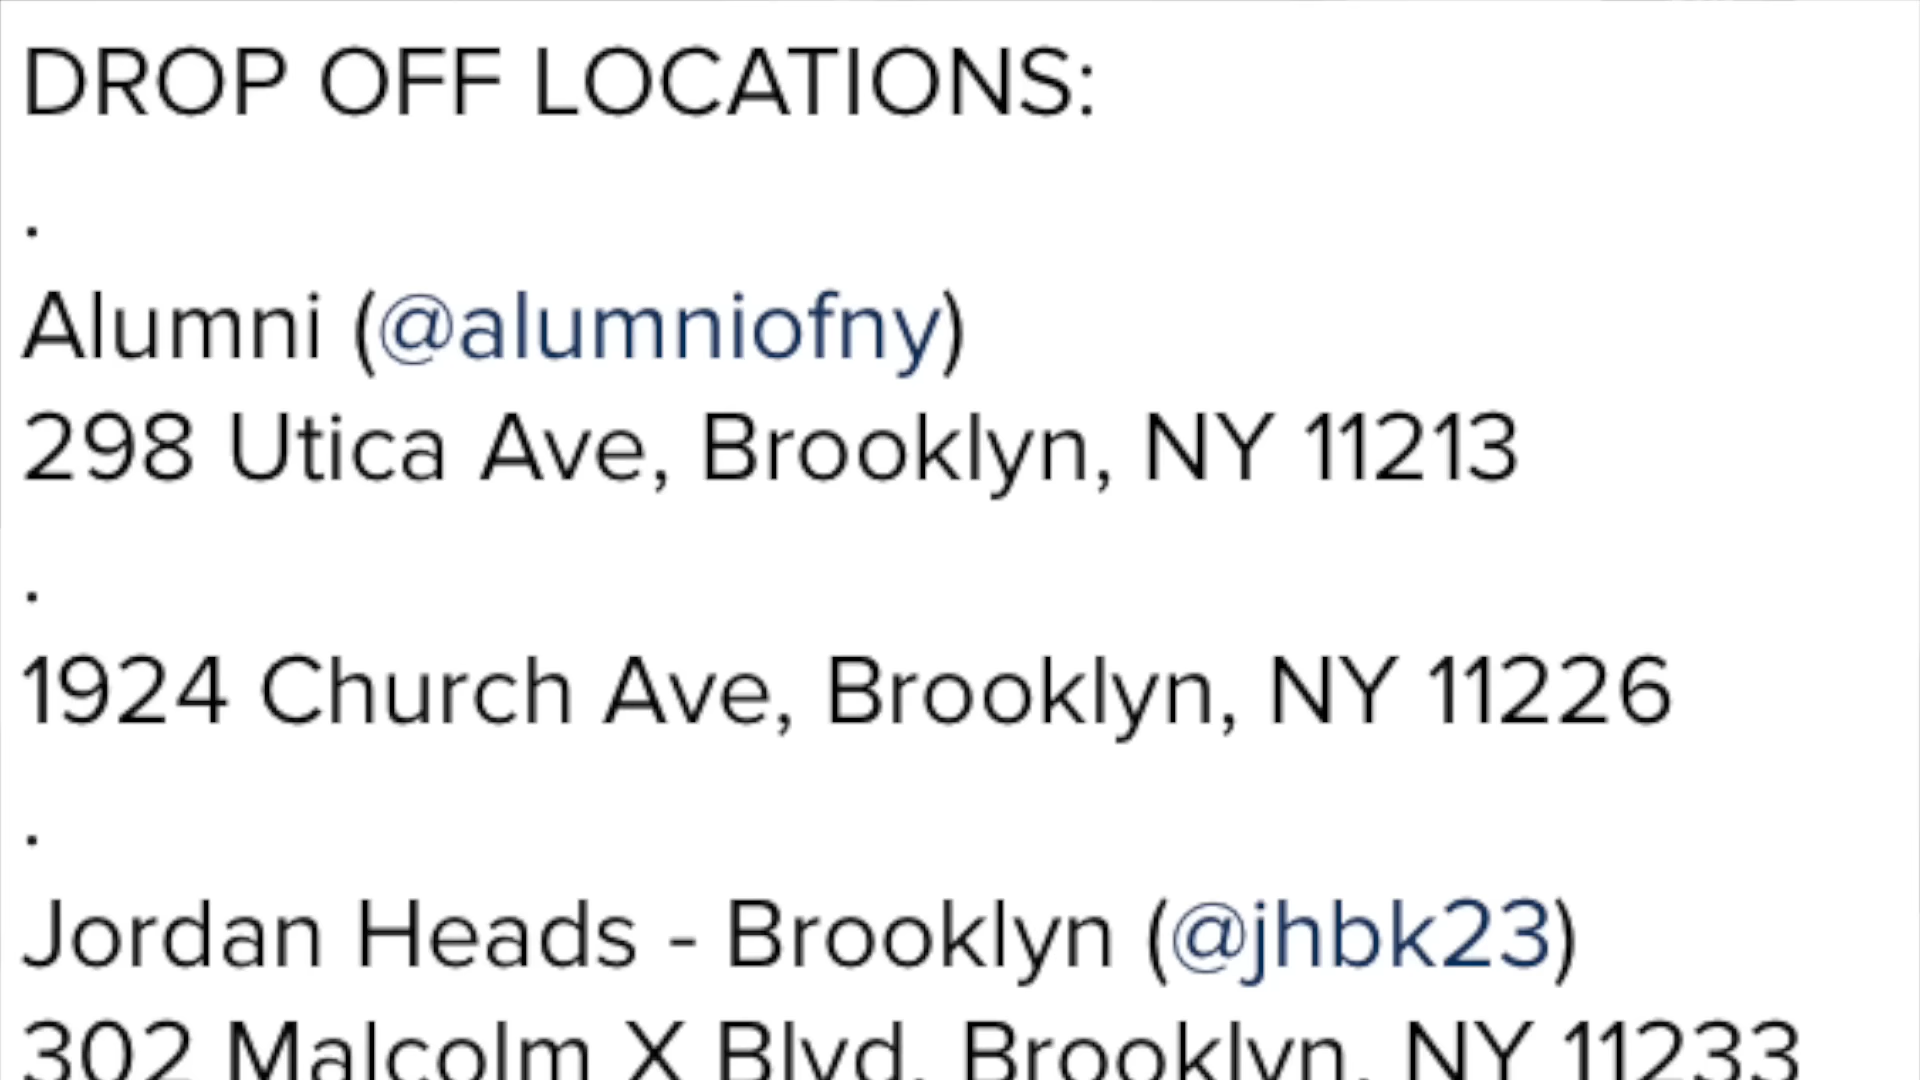 DROP OFF LOCATIONS:
.
Alumni (@alumniofny)
298 Utica Ave, Brooklyn, NY 11213
.
1924 Church Ave, Brooklyn, NY 11226
.
Jordan Heads - Brooklyn (@jhbk23)
302 Malcolm X Blvd, Brooklyn, NY 11233